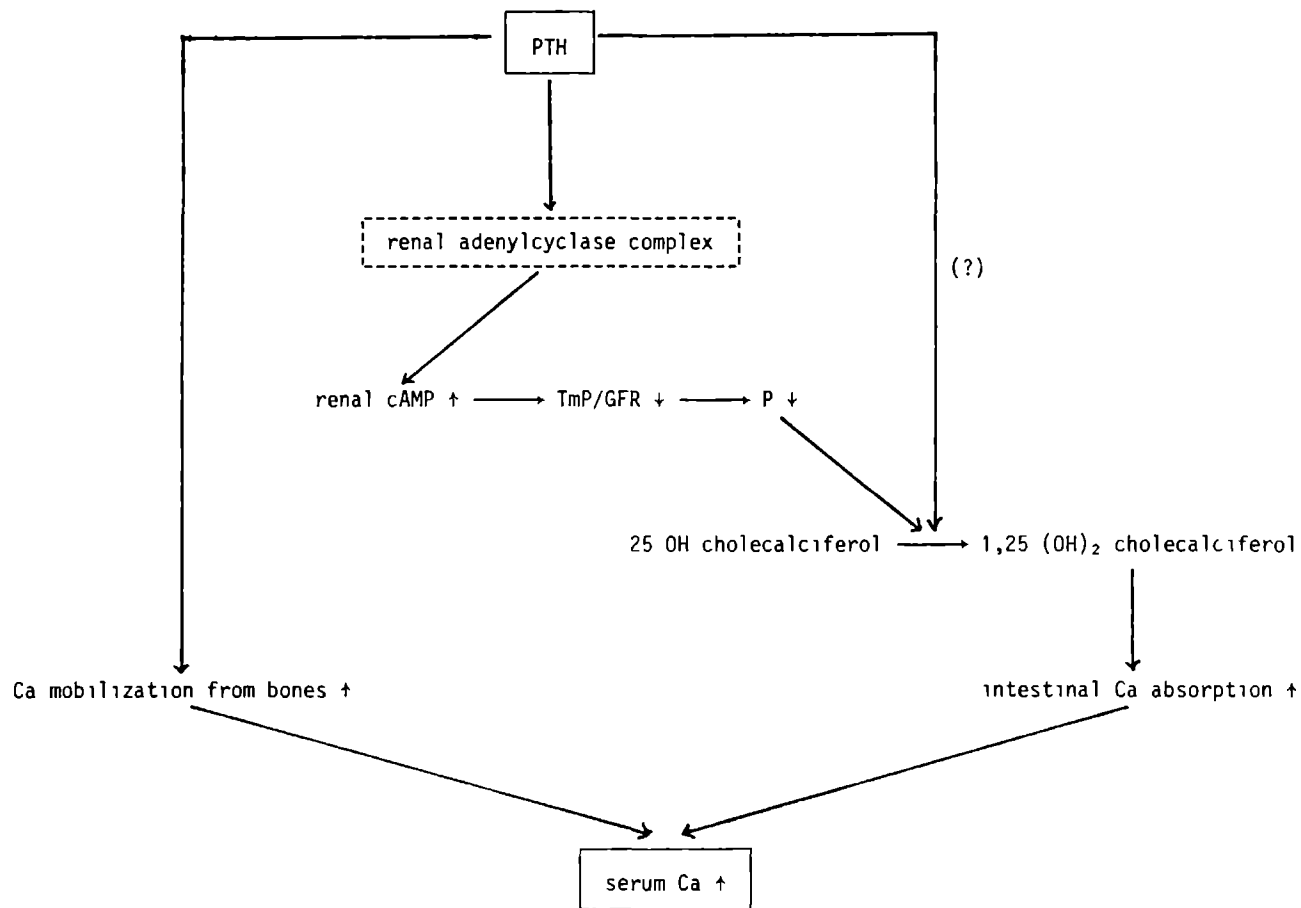 PTH
renal adenylcyclase complex
(?)
renal cAMP ↑ → TmP/GFR ↓ → P ↓
25 OH cholecalciferol → 1,25 (OH)₂ cholecalciferol
Ca mobilization from bones ↑
intestinal Ca absorption ↑
serum Ca ↑